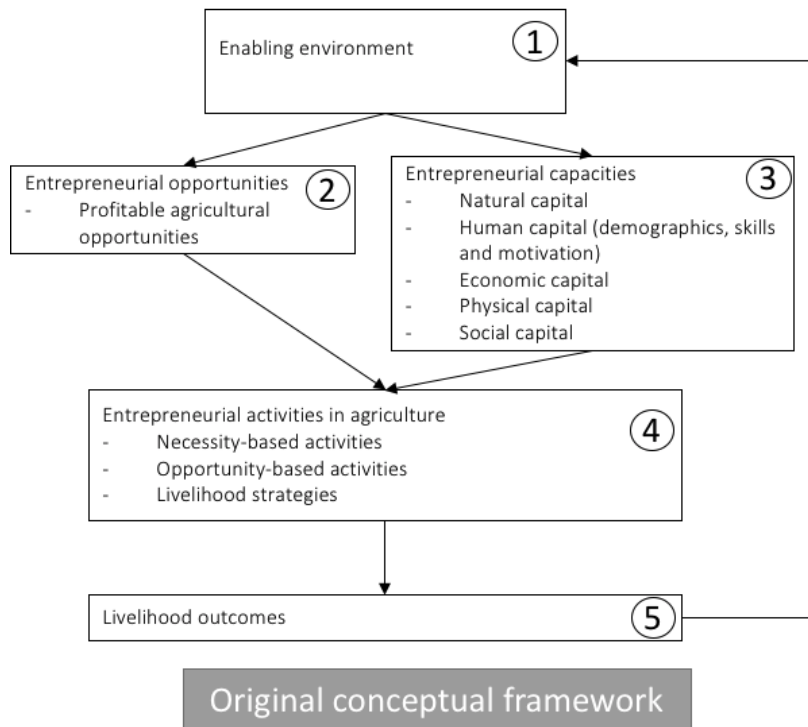 Enabling environment
1
Entrepreneurial opportunities
- Profitable agricultural
opportunities
2
Entrepreneurial capacities
- Natural capital
- Human capital (demographics, skills
and motivation)
- Economic capital
- Physical capital
- Social capital
3
Entrepreneurial activities in agriculture
- Necessity-based activities
- Opportunity-based activities
- Livelihood strategies
4
Livelihood outcomes
5
Original conceptual framework